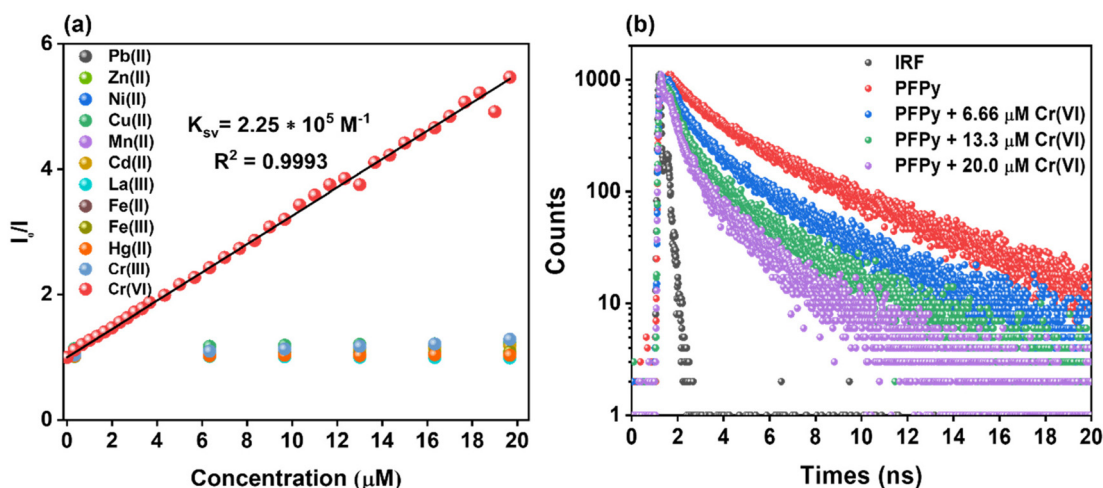 (a)
6
4
2
0
I₀/I
Pb(II)
Zn(II)
Ni(II)
Cu(II)
Mn(II)
Cd(II)
La(III)
Fe(II)
Fe(III)
Hg(II)
Cr(III)
Cr(VI)
Kₛᵥ= 2.25 * 10⁵ M⁻¹
R² = 0.9993
0 2 4 6 8 10 12 14 16 18 20
Concentration (μM)
(b)
1000
100
10
1
Counts
IRF
PFPy
PFPy + 6.66 μM Cr(VI)
PFPy + 13.3 μM Cr(VI)
PFPy + 20.0 μM Cr(VI)
0 2 4 6 8 10 12 14 16 18 20
Times (ns)